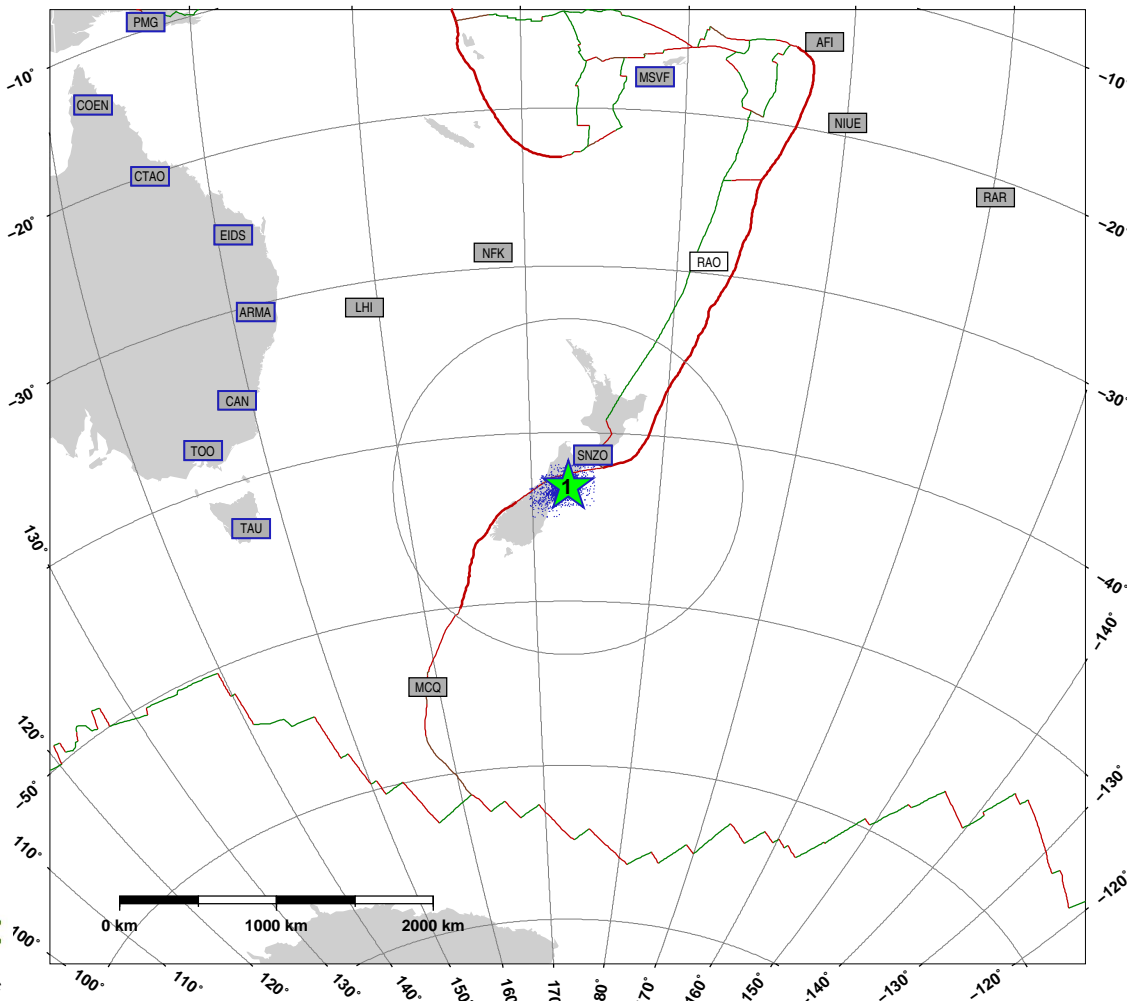 PMG
AFI
MSVF
COEN
NIUE
CTAO
RAR
EIDS
NFK
RAO
LHI
ARMA
CAN
TOO
SNZO
1
TAU
MCQ
0 km
1000 km
2000 km
−10°
−20°
−30°
130°
120°
−50°
110°
100°
−10°
−20°
−30°
−40°
−140°
−130°
−120°
100°
110°
120°
130°
140°
150°
160°
170°
180°
−170°
−160°
−150°
−140°
−130°
−120°